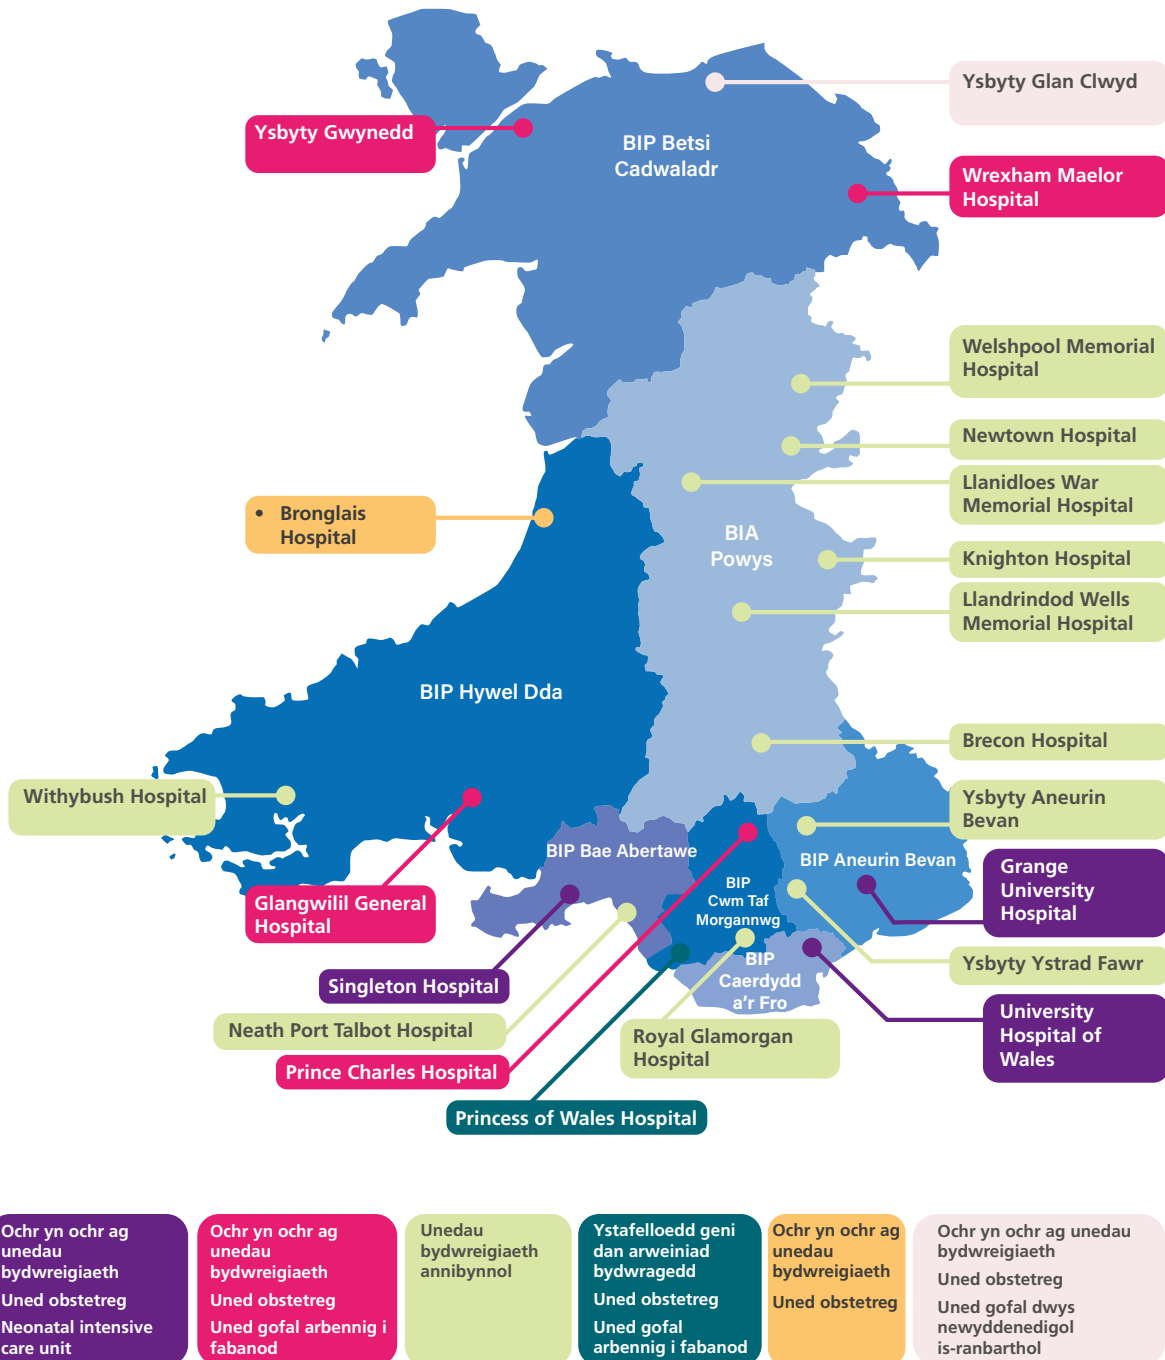 Ysbyty Glan Clwyd
Ysbyty Gwynedd
BIP Betsi
Cadwaladr
Wrexham Maelor
Hospital
Welshpool Memorial
Hospital
Newtown Hospital
Llanidloes War
Memorial Hospital
• Bronglais
Hospital
BIA
Powys
Knighton Hospital
Llandrindod Wells
Memorial Hospital
BIP Hywel Dda
Brecon Hospital
Withybush Hospital
Ysbyty Aneurin
Bevan
BIP Bae Abertawe
BIP Aneurin Bevan
Grange
University
Hospital
BIP
Cwm Taf
Morgannwg
Glangwilil General
Hospital
Ysbyty Ystrad Fawr
BIP
Caerdydd
a'r Fro
Singleton Hospital
University
Hospital of
Wales
Neath Port Talbot Hospital
Royal Glamorgan
Hospital
Prince Charles Hospital
Princess of Wales Hospital
Ochr yn ochr ag
unedau
bydwreigiaeth
Uned obstetreg
Neonatal intensive
care unit
Ochr yn ochr ag
unedau
bydwreigiaeth
Uned obstetreg
Uned gofal arbennig i
fabanod
Unedau
bydwreigiaeth
annibynnol
Ystafelloedd geni
dan arweiniad
bydwragedd
Uned obstetreg
Uned gofal
arbennig i fabanod
Ochr yn ochr ag
unedau
bydwreigiaeth
Uned obstetreg
Ochr yn ochr ag unedau
bydwreigiaeth
Uned obstetreg
Uned gofal dwys
newyddenedigol
is-ranbarthol